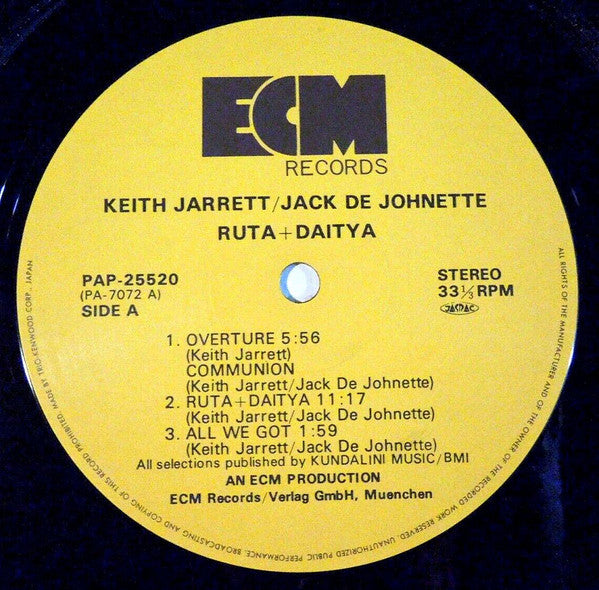 ECM
RECORDS
KEITH JARRETT/JACK DE JOHNETTE
RUTA+DAITYA
PAP-25520
(PA-7072 A)
SIDE A
STEREO
33 1/3 RPM
JASRAC
1. OVERTURE 5:56
(Keith Jarrett)
COMMUNION
(Keith Jarrett/Jack De Johnette)
2. RUTA+DAITYA 11:17
(Keith Jarrett/Jack De Johnette)
3. ALL WE GOT 1:59
(Keith Jarrett/Jack De Johnette)
All selections published by KUNDALINI MUSIC/BMI
AN ECM PRODUCTION
ECM Records/Verlag GmbH, Muenchen
ALL RIGHTS OF THE MANUFACTURER AND OF THE OWNER OF THE RECORDED WORK RESERVED. UNAUTHORIZED PUBLIC PERFORMANCE, BROADCASTING AND COPYING OF THIS RECORD PROHIBITED. MADE BY TRIO-KENWOOD CORP., JAPAN